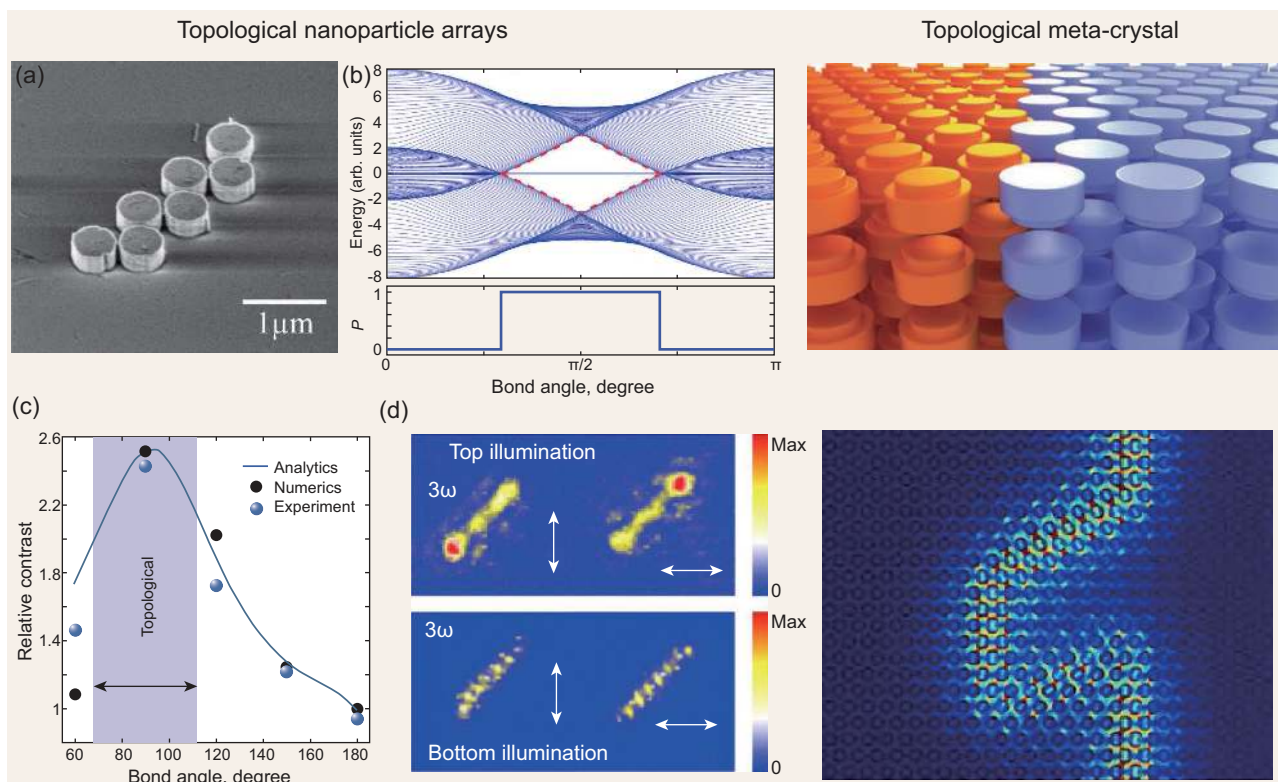 Topological nanoparticle arrays
Topological meta-crystal
(a)
1μm
(b)
8
6
4
2
0
-2
-4
-6
-8
Energy (arb. units)
1
0
P
0
π/2
π
Bond angle, degree
(c)
2.6
2.2
1.8
1.4
1
Relative contrast
Analytics
Numerics
Experiment
Topological
60
80
100
120
140
160
180
Bond angle, degree
(d)
Top illumination
3ω
Max
0
3ω
Bottom illumination
Max
0